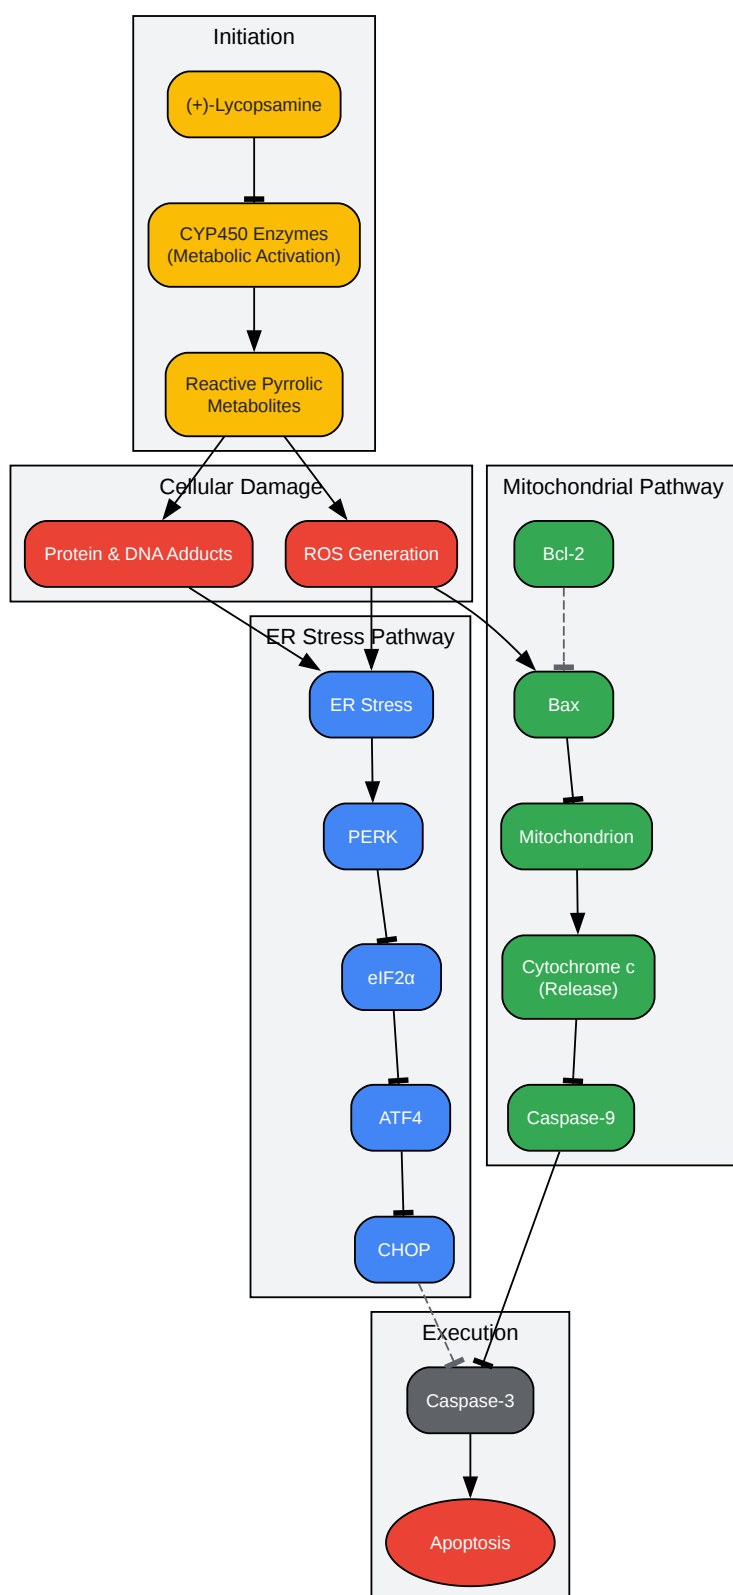 Initiation
(+)-Lycopsamine
CYP450 Enzymes
(Metabolic Activation)
Reactive Pyrrolic
Metabolites
Cellular Damage
Protein & DNA Adducts
ROS Generation
ER Stress Pathway
ER Stress
PERK
eIF2α
ATF4
CHOP
Mitochondrial Pathway
Bcl-2
Bax
Mitochondrion
Cytochrome c
(Release)
Caspase-9
Execution
Caspase-3
Apoptosis